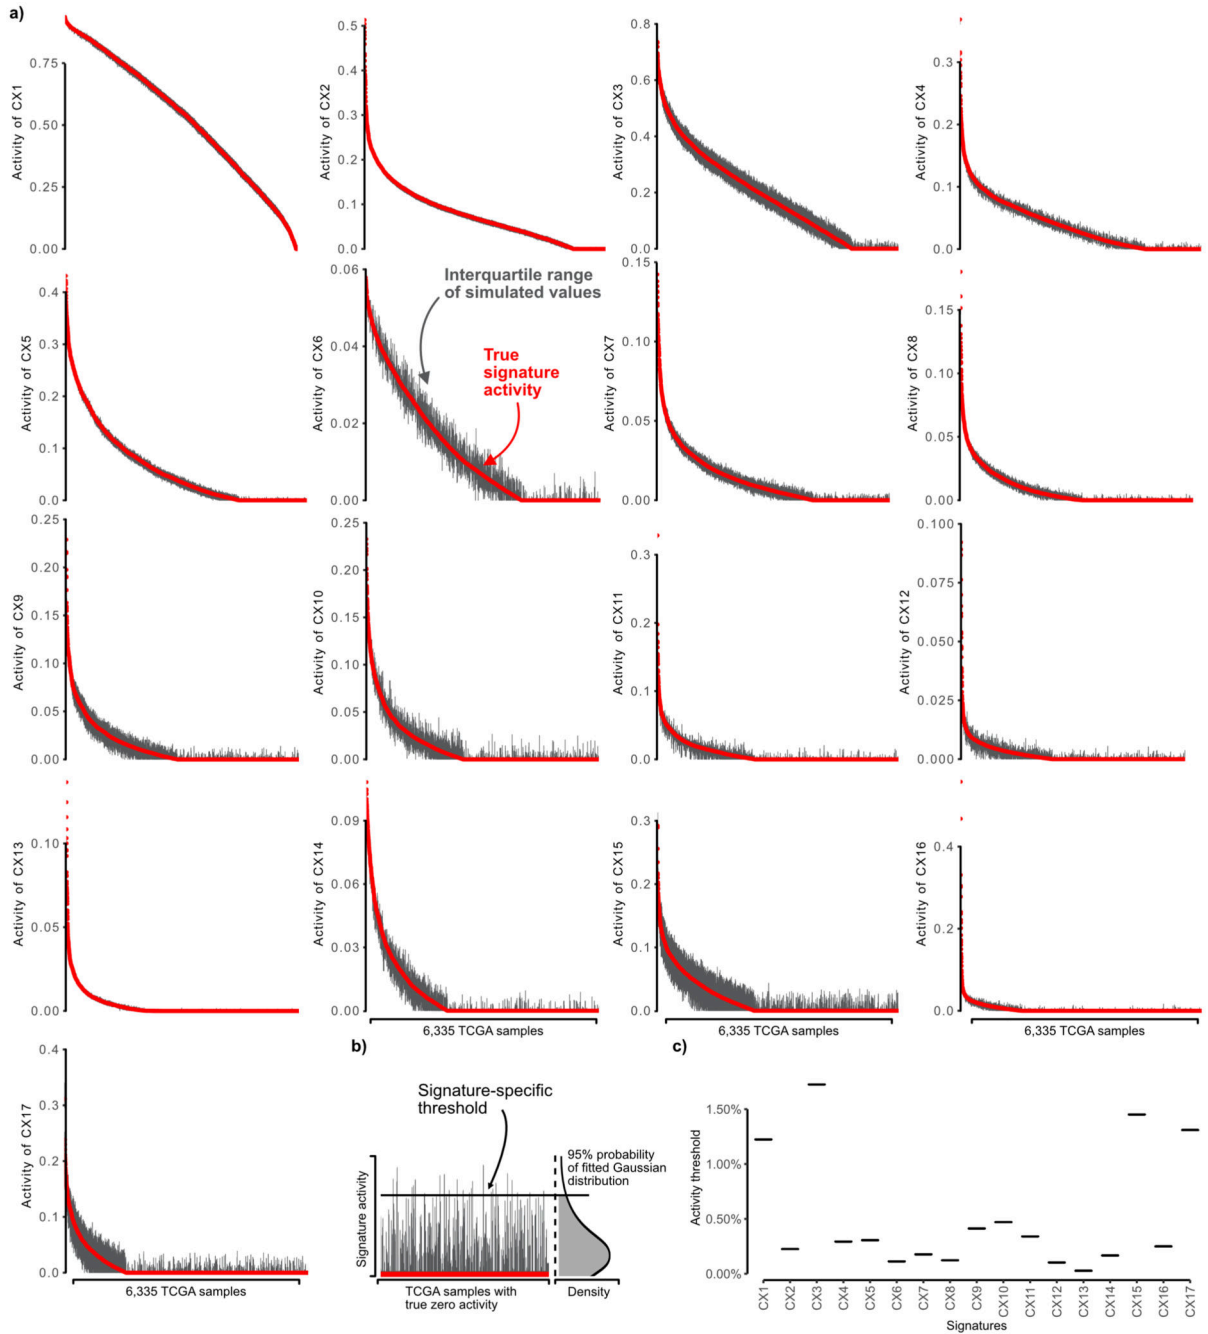 a)
Activity of CX1
0.75
0.50
0.25
0.00
Activity of CX2
0.5
0.4
0.3
0.2
0.1
0.0
Activity of CX3
0.8
0.6
0.4
0.2
0.0
Activity of CX4
0.3
0.2
0.1
0.0
Activity of CX5
0.4
0.3
0.2
0.1
0.0
Activity of CX6
0.06
0.04
0.02
0.00
Interquartile range
of simulated values
True
signature
activity
Activity of CX7
0.15
0.10
0.05
0.00
Activity of CX8
0.15
0.10
0.05
0.00
Activity of CX9
0.25
0.20
0.15
0.10
0.05
0.00
Activity of CX10
0.25
0.20
0.15
0.10
0.05
0.00
Activity of CX11
0.3
0.2
0.1
0.0
Activity of CX12
0.100
0.075
0.050
0.025
0.000
Activity of CX13
0.10
0.05
0.00
Activity of CX14
0.09
0.06
0.03
0.00
6,335 TCGA samples
Activity of CX15
0.3
0.2
0.1
0.0
6,335 TCGA samples
Activity of CX16
0.4
0.2
0.0
6,335 TCGA samples
Activity of CX17
0.4
0.3
0.2
0.1
0.0
6,335 TCGA samples
b)
Signature-specific
threshold
95% probability
of fitted Gaussian
distribution
Signature activity
TCGA samples with
true zero activity
Density
c)
Activity threshold
1.50%
1.00%
0.50%
0.00%
CX1
CX2
CX3
CX4
CX5
CX6
CX7
CX8
CX9
CX10
CX11
CX12
CX13
CX14
CX15
CX16
CX17
Signatures